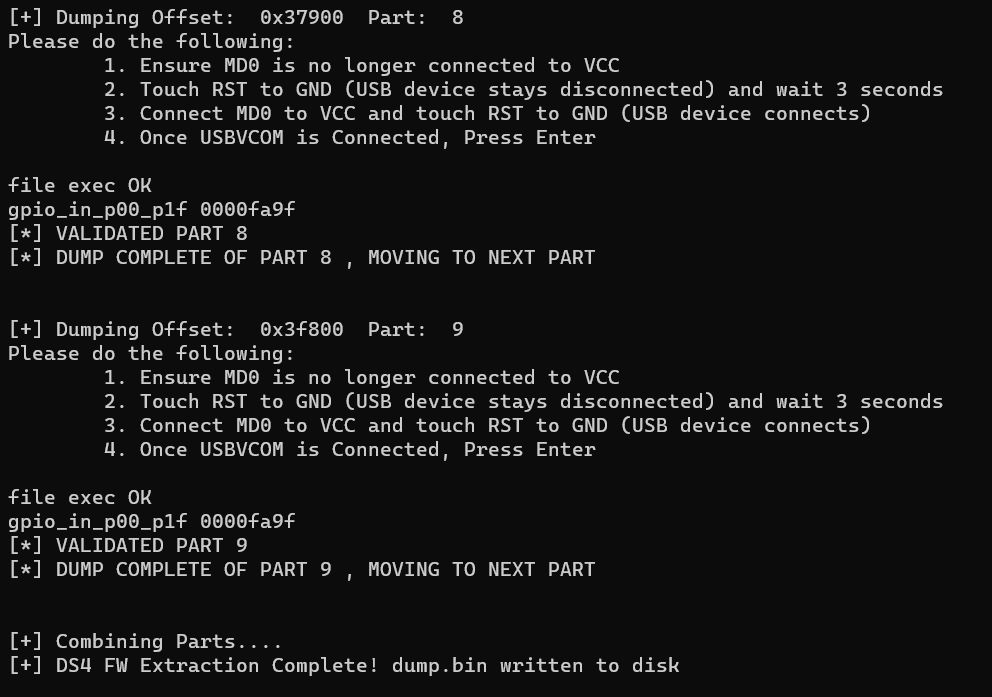 [+] Dumping Offset:  0x37900  Part:  8
Please do the following:
        1. Ensure MD0 is no longer connected to VCC
        2. Touch RST to GND (USB device stays disconnected) and wait 3 seconds
        3. Connect MD0 to VCC and touch RST to GND (USB device connects)
        4. Once USBVCOM is Connected, Press Enter
file exec OK
gpio_in_p00_p1f 0000fa9f
[*] VALIDATED PART 8
[*] DUMP COMPLETE OF PART 8 , MOVING TO NEXT PART
[+] Dumping Offset:  0x3f800  Part:  9
Please do the following:
        1. Ensure MD0 is no longer connected to VCC
        2. Touch RST to GND (USB device stays disconnected) and wait 3 seconds
        3. Connect MD0 to VCC and touch RST to GND (USB device connects)
        4. Once USBVCOM is Connected, Press Enter
file exec OK
gpio_in_p00_p1f 0000fa9f
[*] VALIDATED PART 9
[*] DUMP COMPLETE OF PART 9 , MOVING TO NEXT PART
[+] Combining Parts....
[+] DS4 FW Extraction Complete! dump.bin written to disk